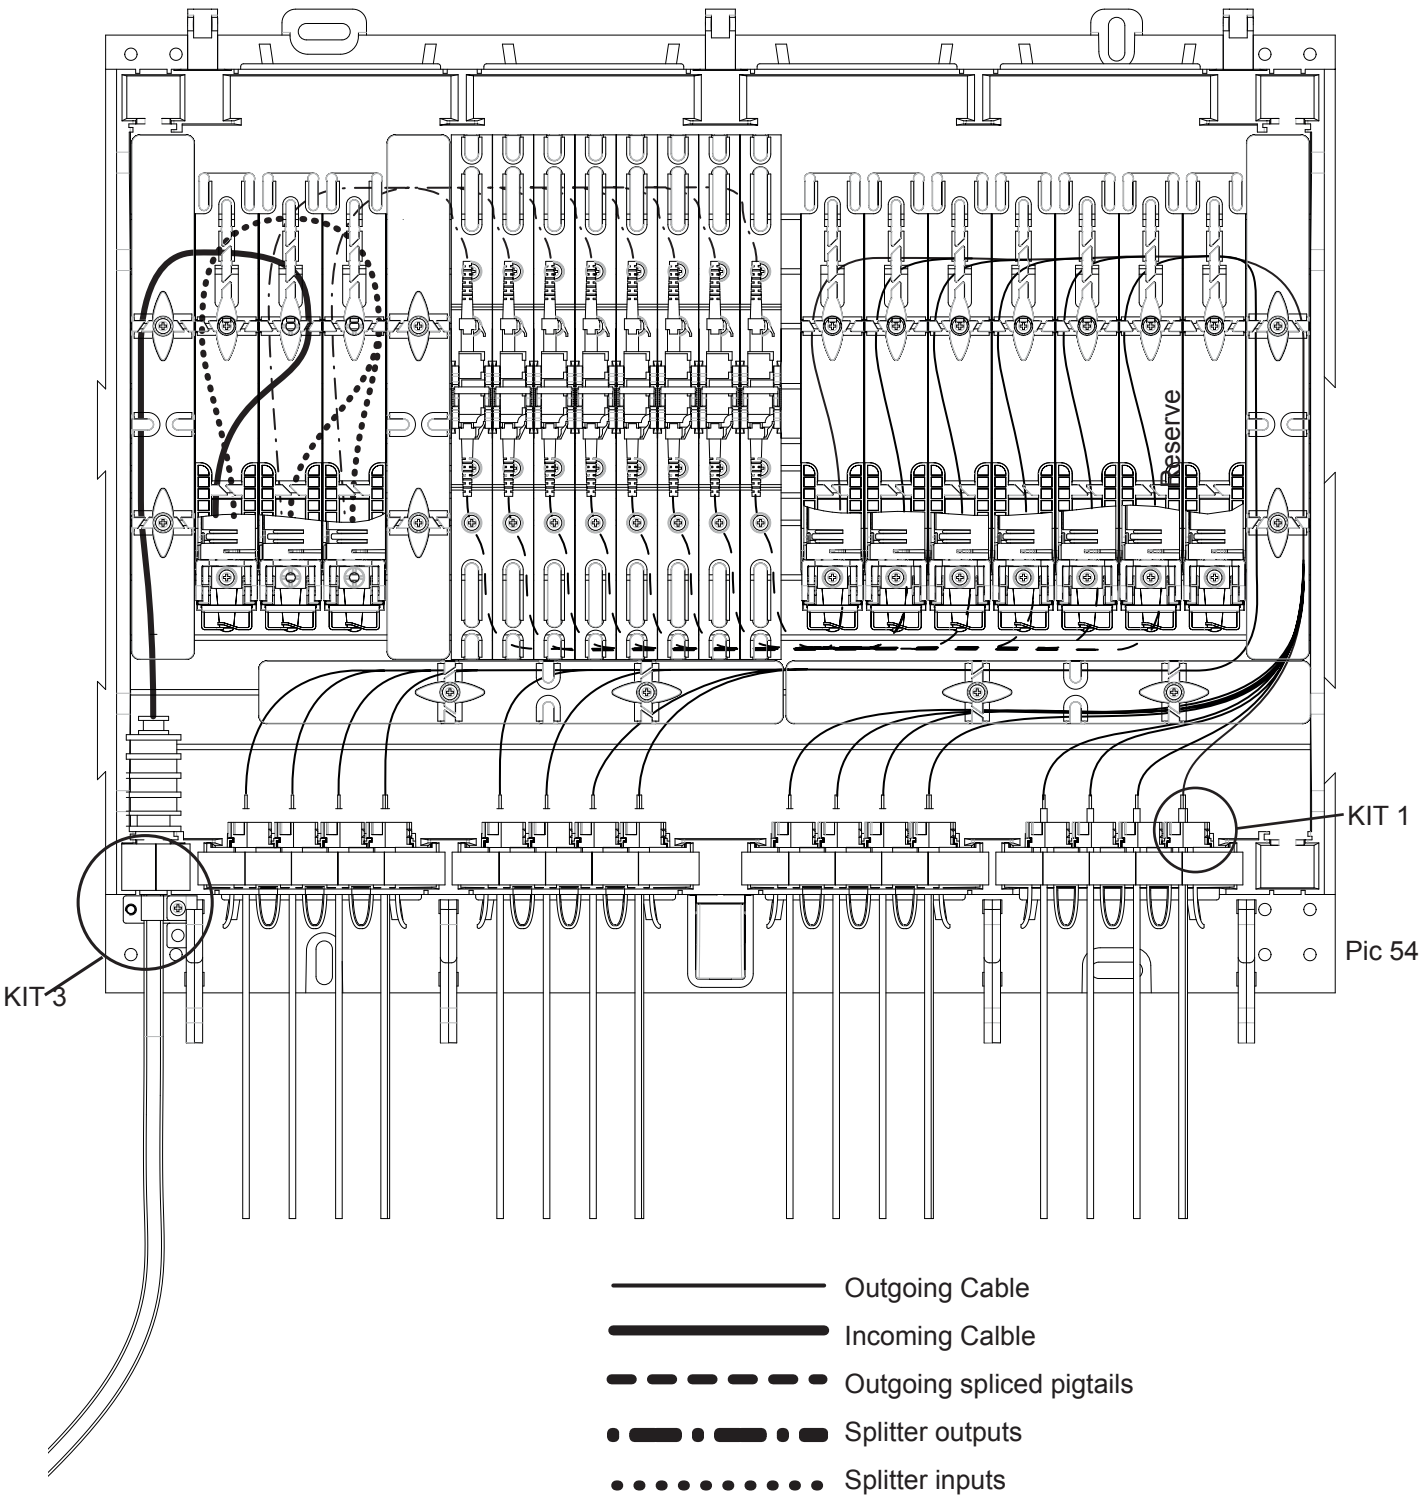 Reserve
KIT 1
Pic 54
KIT 3
Outgoing Cable
Incoming Calble
Outgoing spliced pigtails
Splitter outputs
Splitter inputs